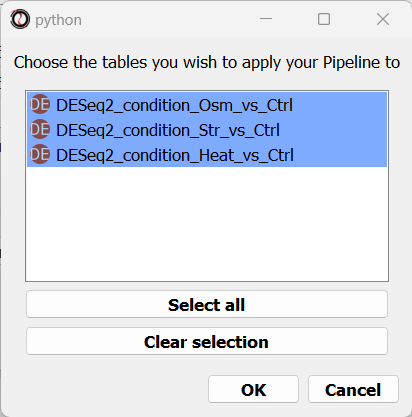 python
Choose the tables you wish to apply your Pipeline to
DE DESeq2_condition_Osm_vs_Ctrl
DE DESeq2_condition_Str_vs_Ctrl
DE DESeq2_condition_Heat_vs_Ctrl
Select all
Clear selection
OK Cancel